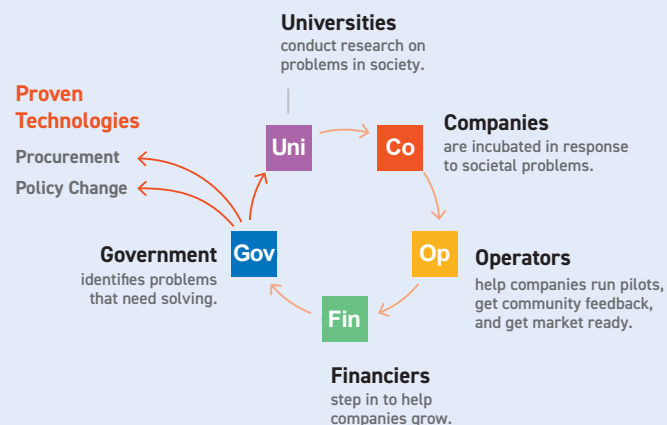 Universities
conduct research on
problems in society.
Proven
Technologies
Procurement
Policy Change
Uni
Co
Companies
are incubated in response
to societal problems.
Government
identifies problems
that need solving.
Gov
Op
Operators
help companies run pilots,
get community feedback,
and get market ready.
Fin
Financiers
step in to help
companies grow.